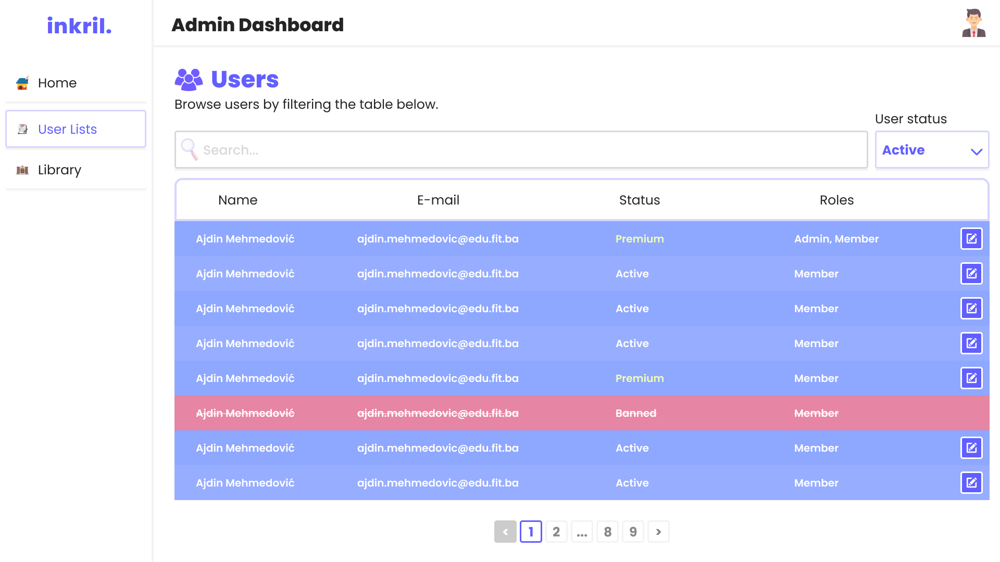 inkril.
Admin Dashboard
Home
User Lists
Library
Users
Browse users by filtering the table below.
User status
Search...
Active
Name E-mail Status Roles
Ajdin Mehmedović ajdin.mehmedovic@edu.fit.ba Premium Admin, Member
Ajdin Mehmedović ajdin.mehmedovic@edu.fit.ba Active Member
Ajdin Mehmedović ajdin.mehmedovic@edu.fit.ba Active Member
Ajdin Mehmedović ajdin.mehmedovic@edu.fit.ba Active Member
Ajdin Mehmedović ajdin.mehmedovic@edu.fit.ba Premium Member
Ajdin Mehmedović ajdin.mehmedovic@edu.fit.ba Banned Member
Ajdin Mehmedović ajdin.mehmedovic@edu.fit.ba Active Member
Ajdin Mehmedović ajdin.mehmedovic@edu.fit.ba Active Member
< 1 2 ... 8 9 >